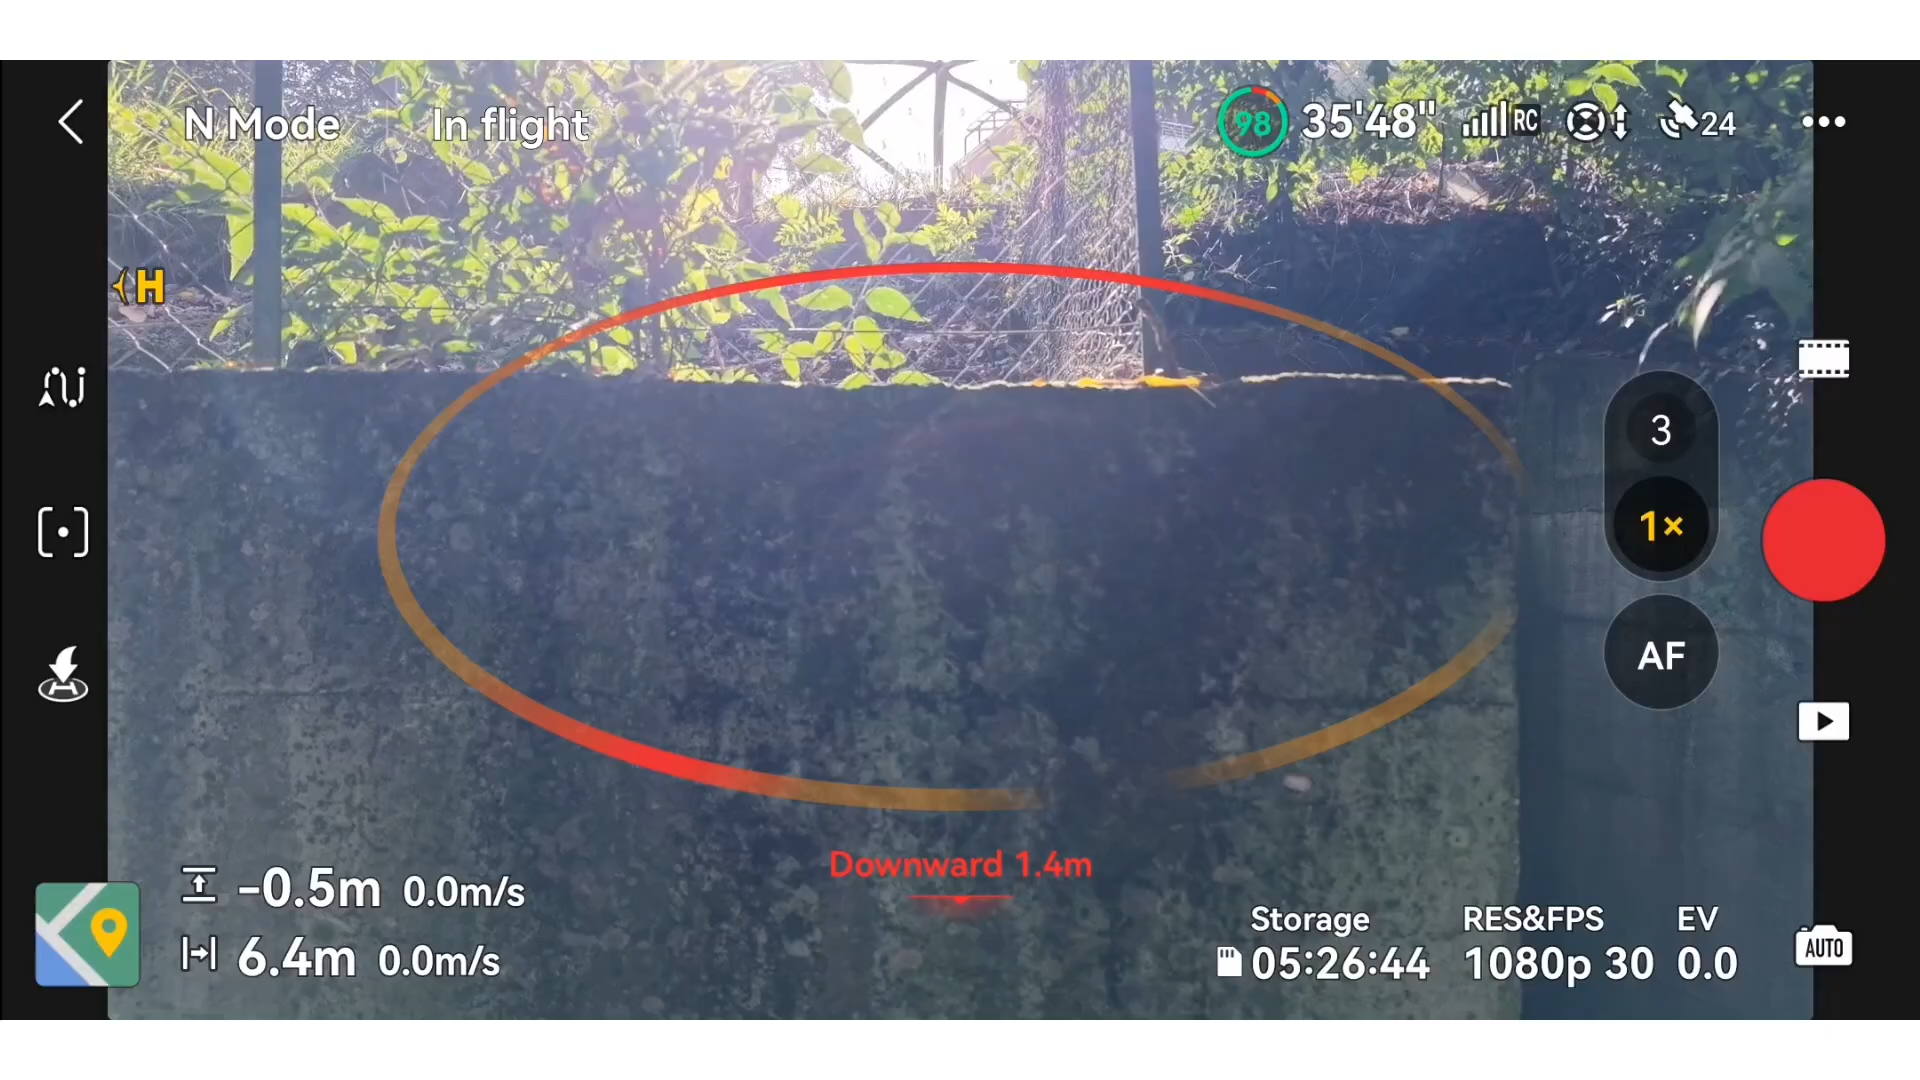 N Mode In flight 98 35'48" RC 24
H
3
1×
AF
Downward 1.4m
-0.5m 0.0m/s
6.4m 0.0m/s
Storage RES&FPS EV
05:26:44 1080p 30 0.0
AUTO